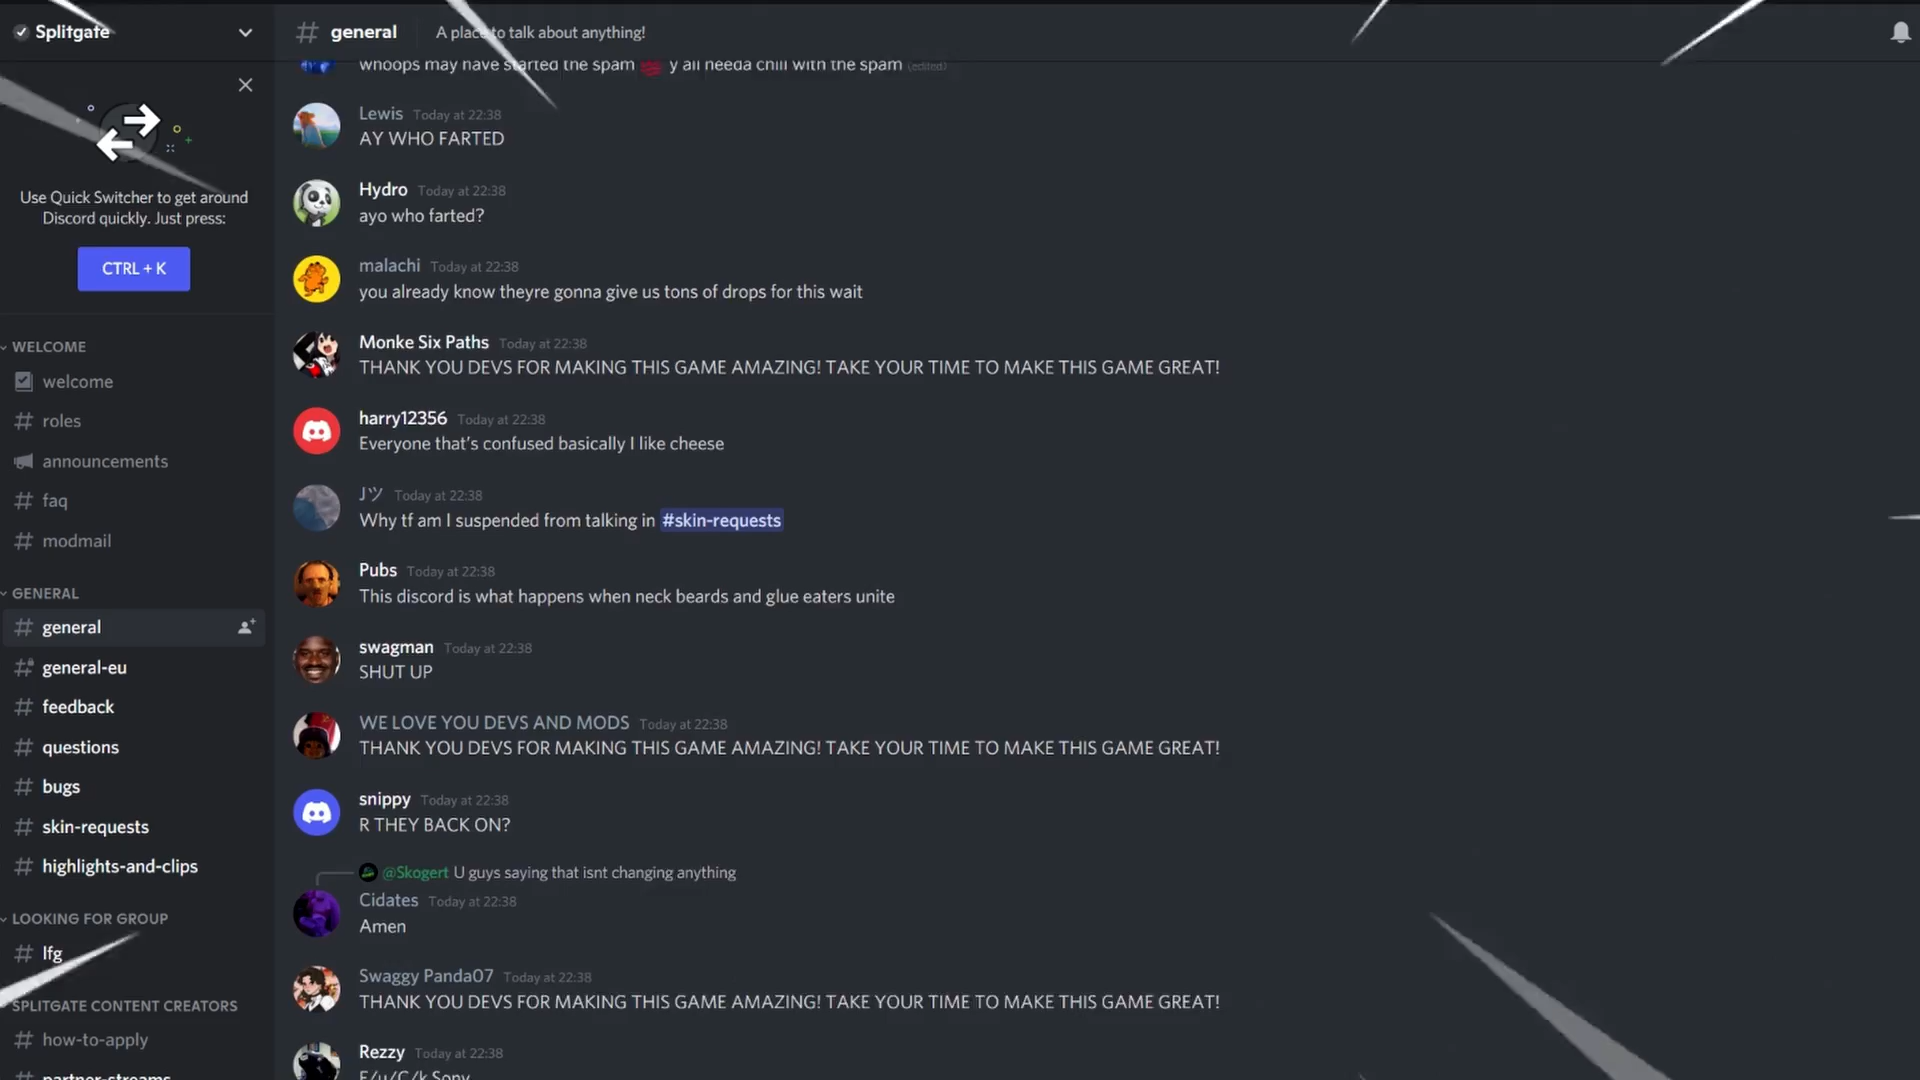 Splitgate
general A place to talk about anything!
Use Quick Switcher to get around
Discord quickly. Just press:
CTRL + K
WELCOME
welcome
# roles
announcements
# faq
# modmail
GENERAL
# general
# general-eu
# feedback
# questions
# bugs
# skin-requests
# highlights-and-clips
LOOKING FOR GROUP
# lfg
SPLITGATE CONTENT CREATORS
# how-to-apply
partner-streams
whoops may have started the spam y all needa chill with the spam (edited)
Lewis Today at 22:38
AY WHO FARTED
Hydro Today at 22:38
ayo who farted?
malachi Today at 22:38
you already know theyre gonna give us tons of drops for this wait
Monke Six Paths Today at 22:38
THANK YOU DEVS FOR MAKING THIS GAME AMAZING! TAKE YOUR TIME TO MAKE THIS GAME GREAT!
harry12356 Today at 22:38
Everyone that's confused basically I like cheese
Jツ Today at 22:38
Why tf am I suspended from talking in #skin-requests
Pubs Today at 22:38
This discord is what happens when neck beards and glue eaters unite
swagman Today at 22:38
SHUT UP
WE LOVE YOU DEVS AND MODS Today at 22:38
THANK YOU DEVS FOR MAKING THIS GAME AMAZING! TAKE YOUR TIME TO MAKE THIS GAME GREAT!
snippy Today at 22:38
R THEY BACK ON?
@Skogert U guys saying that isnt changing anything
Cidates Today at 22:38
Amen
Swaggy Panda07 Today at 22:38
THANK YOU DEVS FOR MAKING THIS GAME AMAZING! TAKE YOUR TIME TO MAKE THIS GAME GREAT!
Rezzy Today at 22:38
F/u/C/k Sony